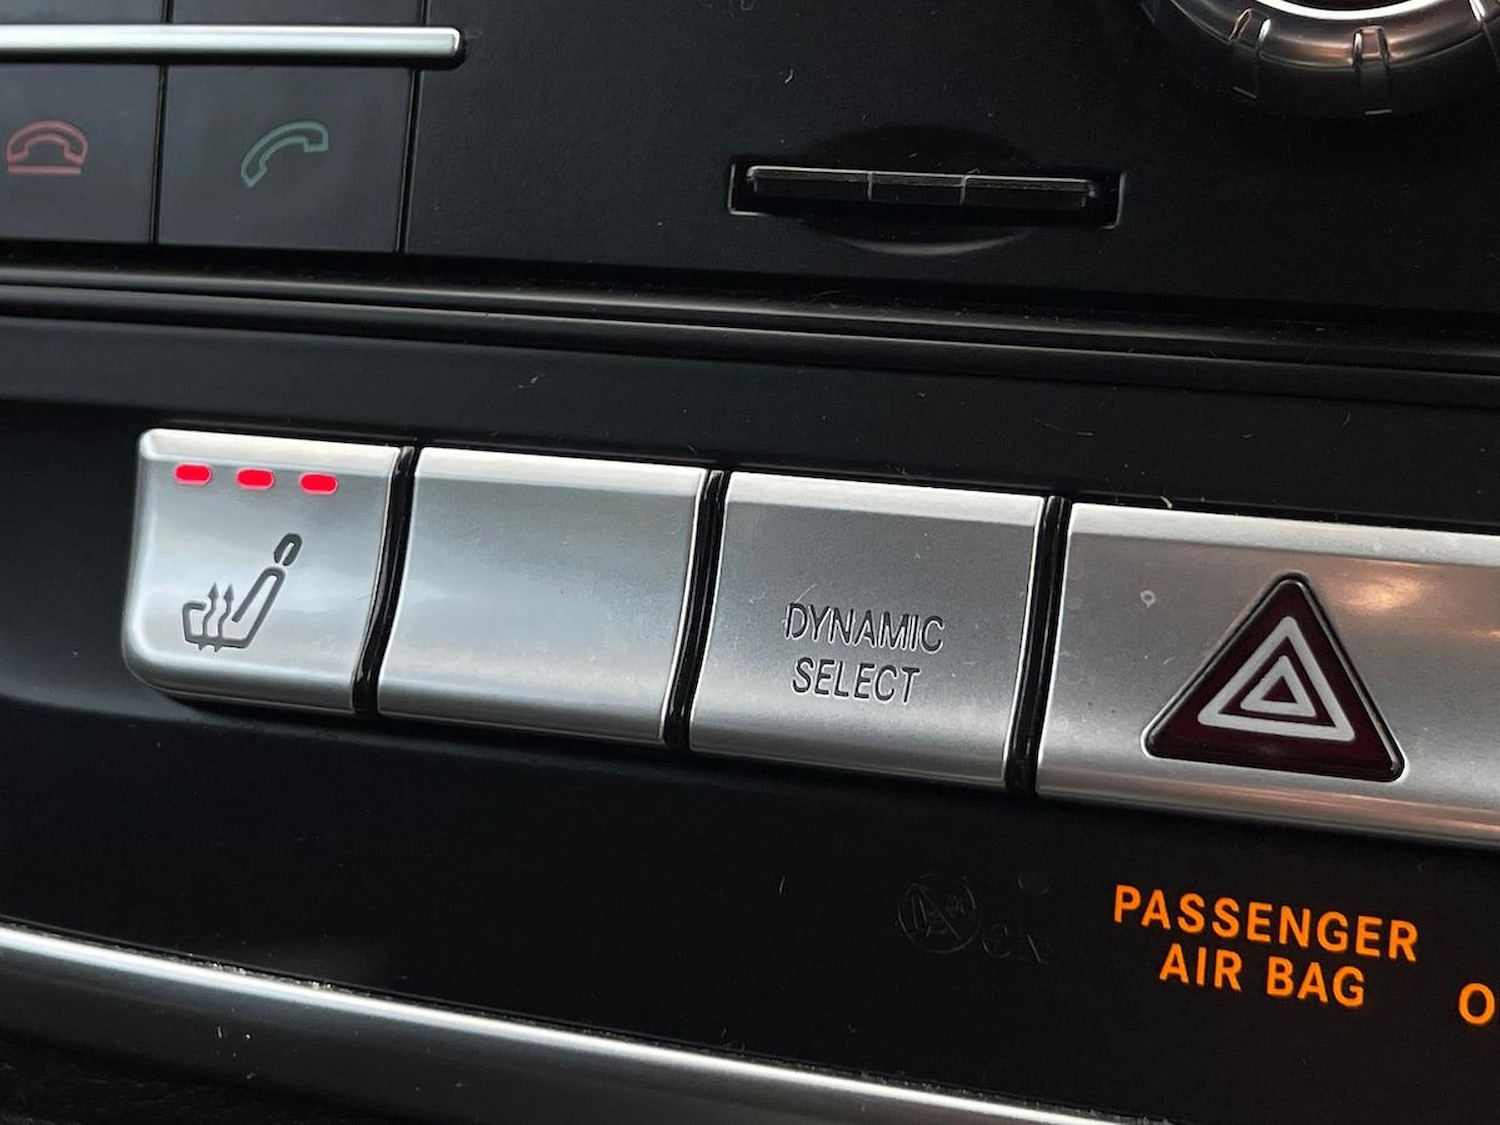 DYNAMIC
SELECT
PASSENGER
AIR BAG
O